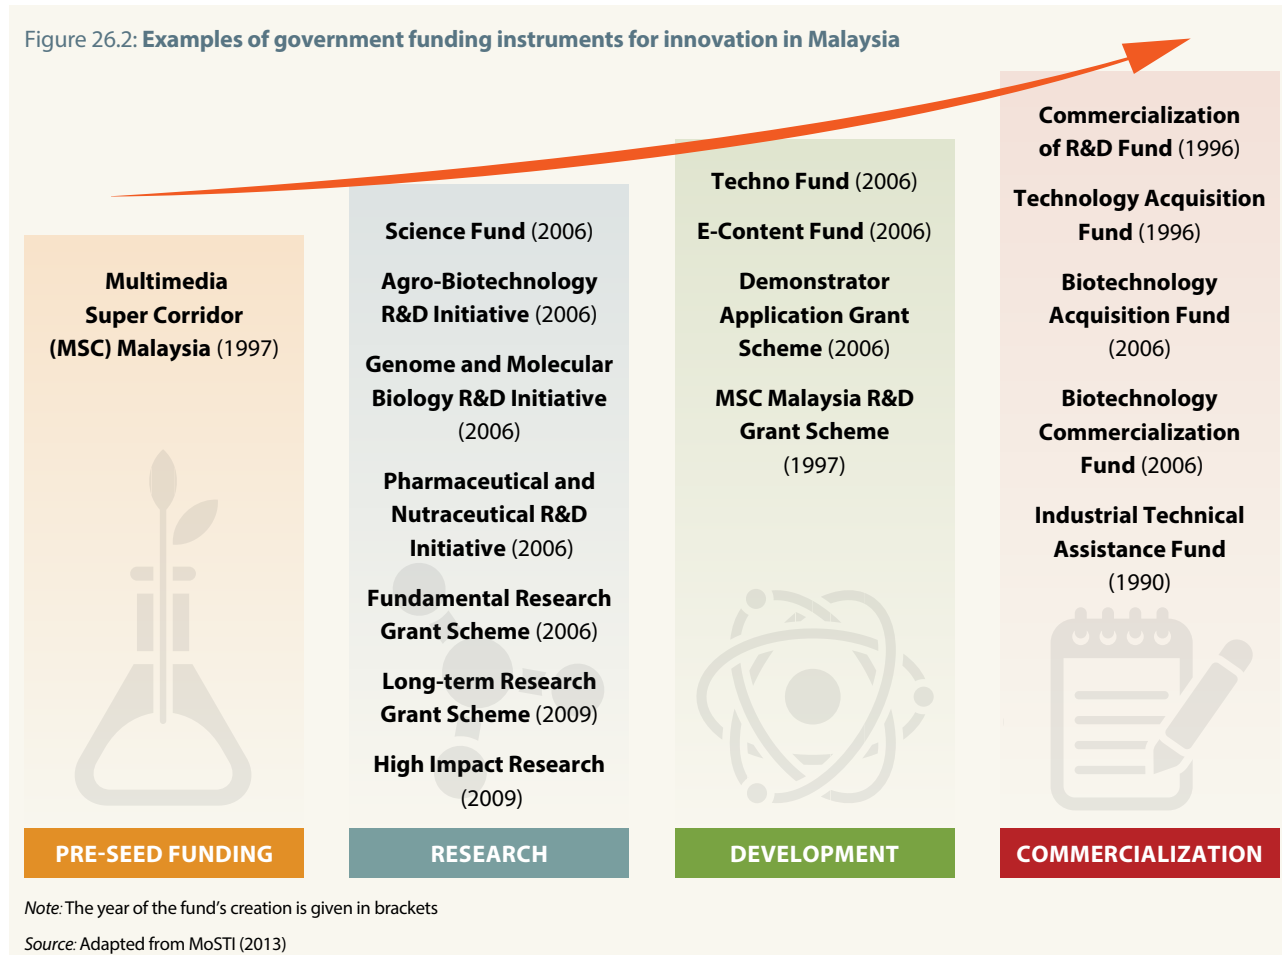 Figure 26.2: Examples of government funding instruments for innovation in Malaysia
Multimedia
Super Corridor
(MSC) Malaysia (1997)
PRE-SEED FUNDING
Science Fund (2006)
Agro-Biotechnology
R&D Initiative (2006)
Genome and Molecular
Biology R&D Initiative
(2006)
Pharmaceutical and
Nutraceutical R&D
Initiative (2006)
Fundamental Research
Grant Scheme (2006)
Long-term Research
Grant Scheme (2009)
High Impact Research
(2009)
RESEARCH
Techno Fund (2006)
E-Content Fund (2006)
Demonstrator
Application Grant
Scheme (2006)
MSC Malaysia R&D
Grant Scheme
(1997)
DEVELOPMENT
Commercialization
of R&D Fund (1996)
Technology Acquisition
Fund (1996)
Biotechnology
Acquisition Fund
(2006)
Biotechnology
Commercialization
Fund (2006)
Industrial Technical
Assistance Fund
(1990)
COMMERCIALIZATION
Note: The year of the fund's creation is given in brackets
Source: Adapted from MoSTI (2013)